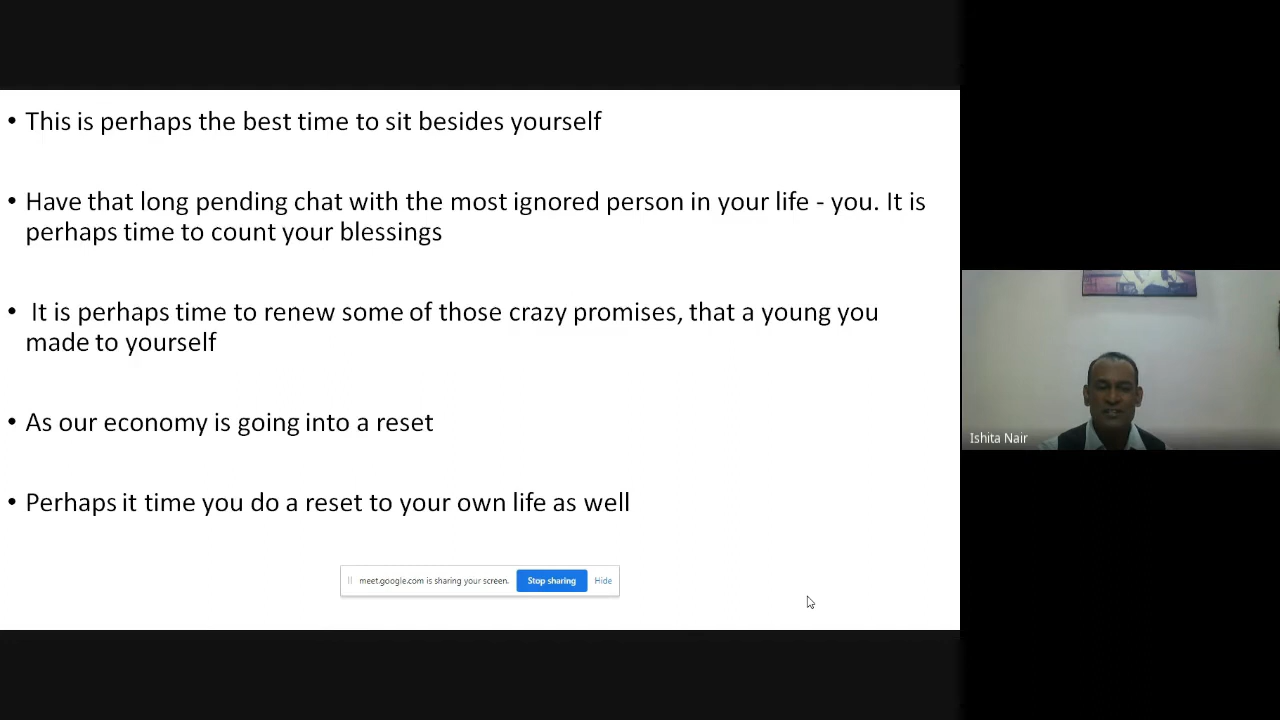 • This is perhaps the best time to sit besides yourself
• Have that long pending chat with the most ignored person in your life - you. It is
perhaps time to count your blessings
• It is perhaps time to renew some of those crazy promises, that a young you
made to yourself
• As our economy is going into a reset
• Perhaps it time you do a reset to your own life as well
meet.google.com is sharing your screen. Stop sharing Hide
Ishita Nair